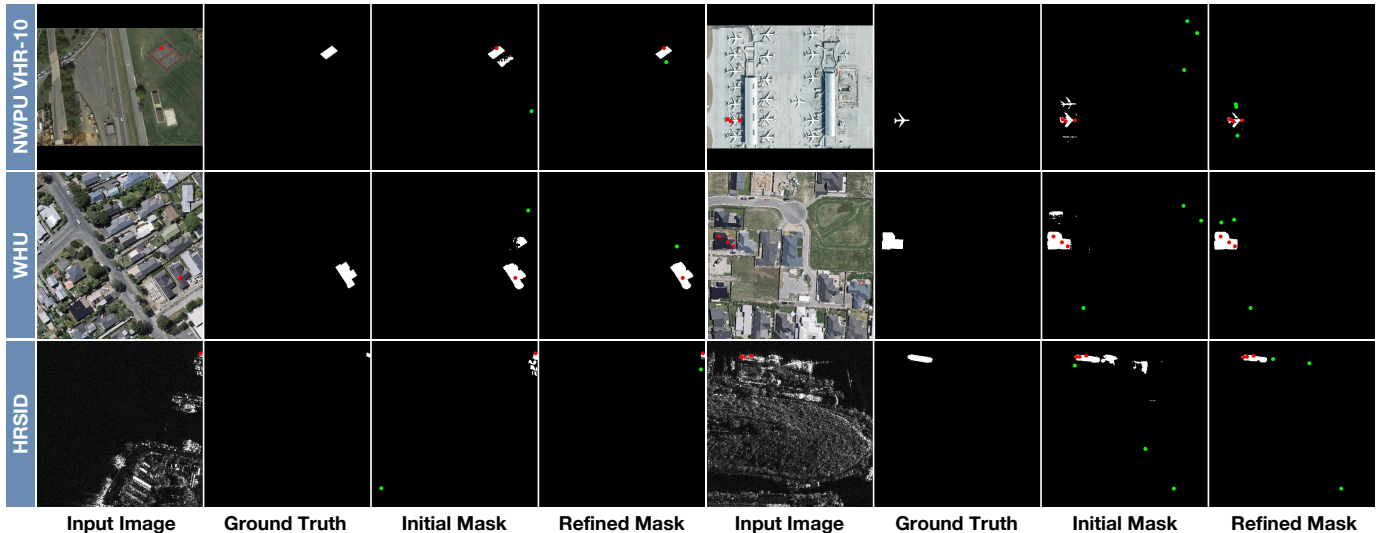 NWPU VHR-10
WHU
HRSID
Input Image Ground Truth Initial Mask Refined Mask Input Image Ground Truth Initial Mask Refined Mask